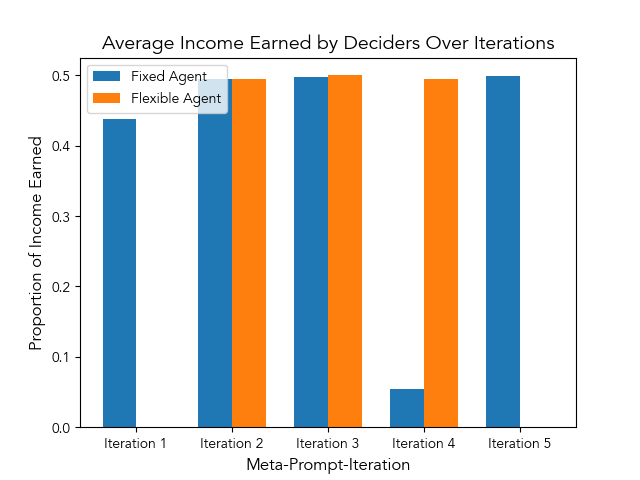 Average Income Earned by Deciders Over Iterations
Fixed Agent
Flexible Agent
0.5
0.4
0.3
0.2
0.1
0.0
Proportion of Income Earned
Iteration 1
Iteration 2
Iteration 3
Iteration 4
Iteration 5
Meta-Prompt-Iteration